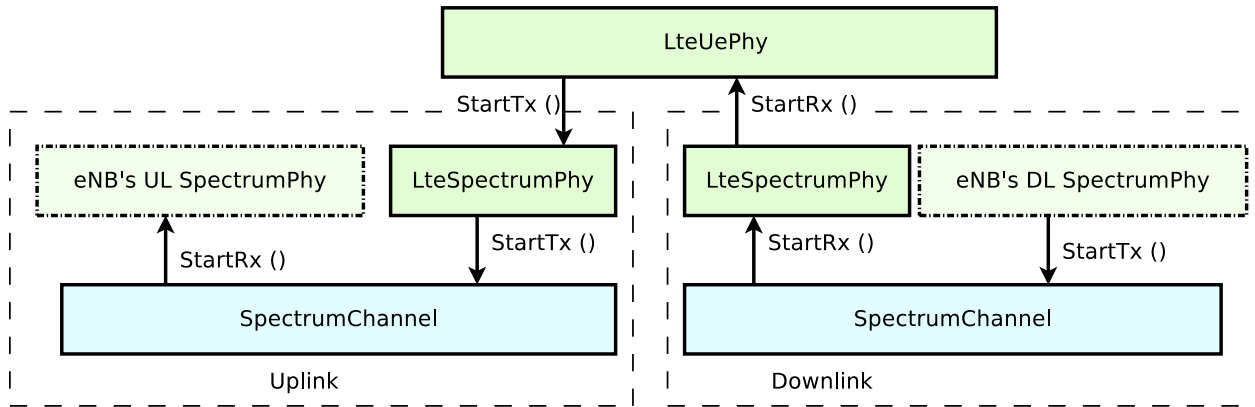 LteUePhy
StartTx ()
StartRx ()
eNB's UL SpectrumPhy
LteSpectrumPhy
LteSpectrumPhy
eNB's DL SpectrumPhy
StartRx ()
StartTx ()
StartRx ()
StartTx ()
SpectrumChannel
SpectrumChannel
Uplink
Downlink